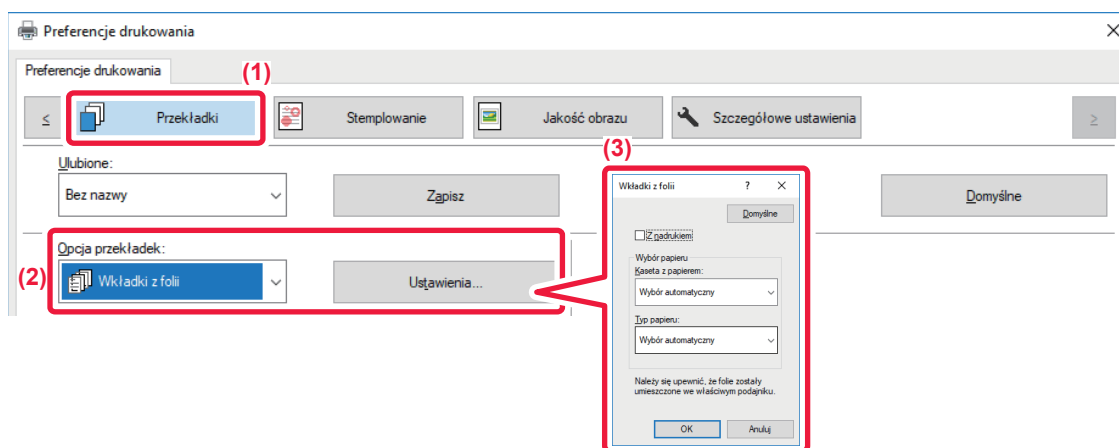 Preferencje drukowania
Preferencje drukowania
(1)
<
Przekładki
Stemplowanie
Jakość obrazu
Szczegółowe ustawienia
>
Ulubione:
Bez nazwy
Zapisz
Domyślne
(2)
Opcja przekładek:
Wkładki z folii
Ustawienia...
(3)
Wkładki z folii
?
Domyślne
Z nadrukiem
Wybór papieru
Kaseta z papierem:
Wybór automatyczny
Typ papieru:
Wybór automatyczny
Należy się upewnić, że folie zostały
umieszczone we właściwym podajniku.
OK
Anuluj